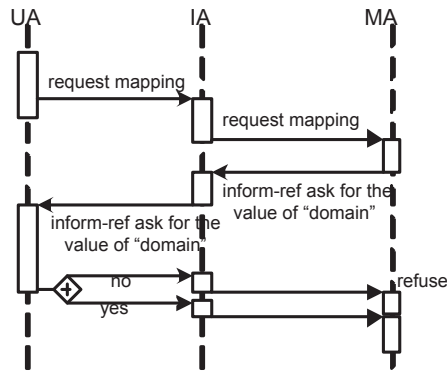 UA
IA
MA
request mapping
request mapping
inform-ref ask for the
value of “domain”
inform-ref ask for the
value of “domain”
no
refuse
yes